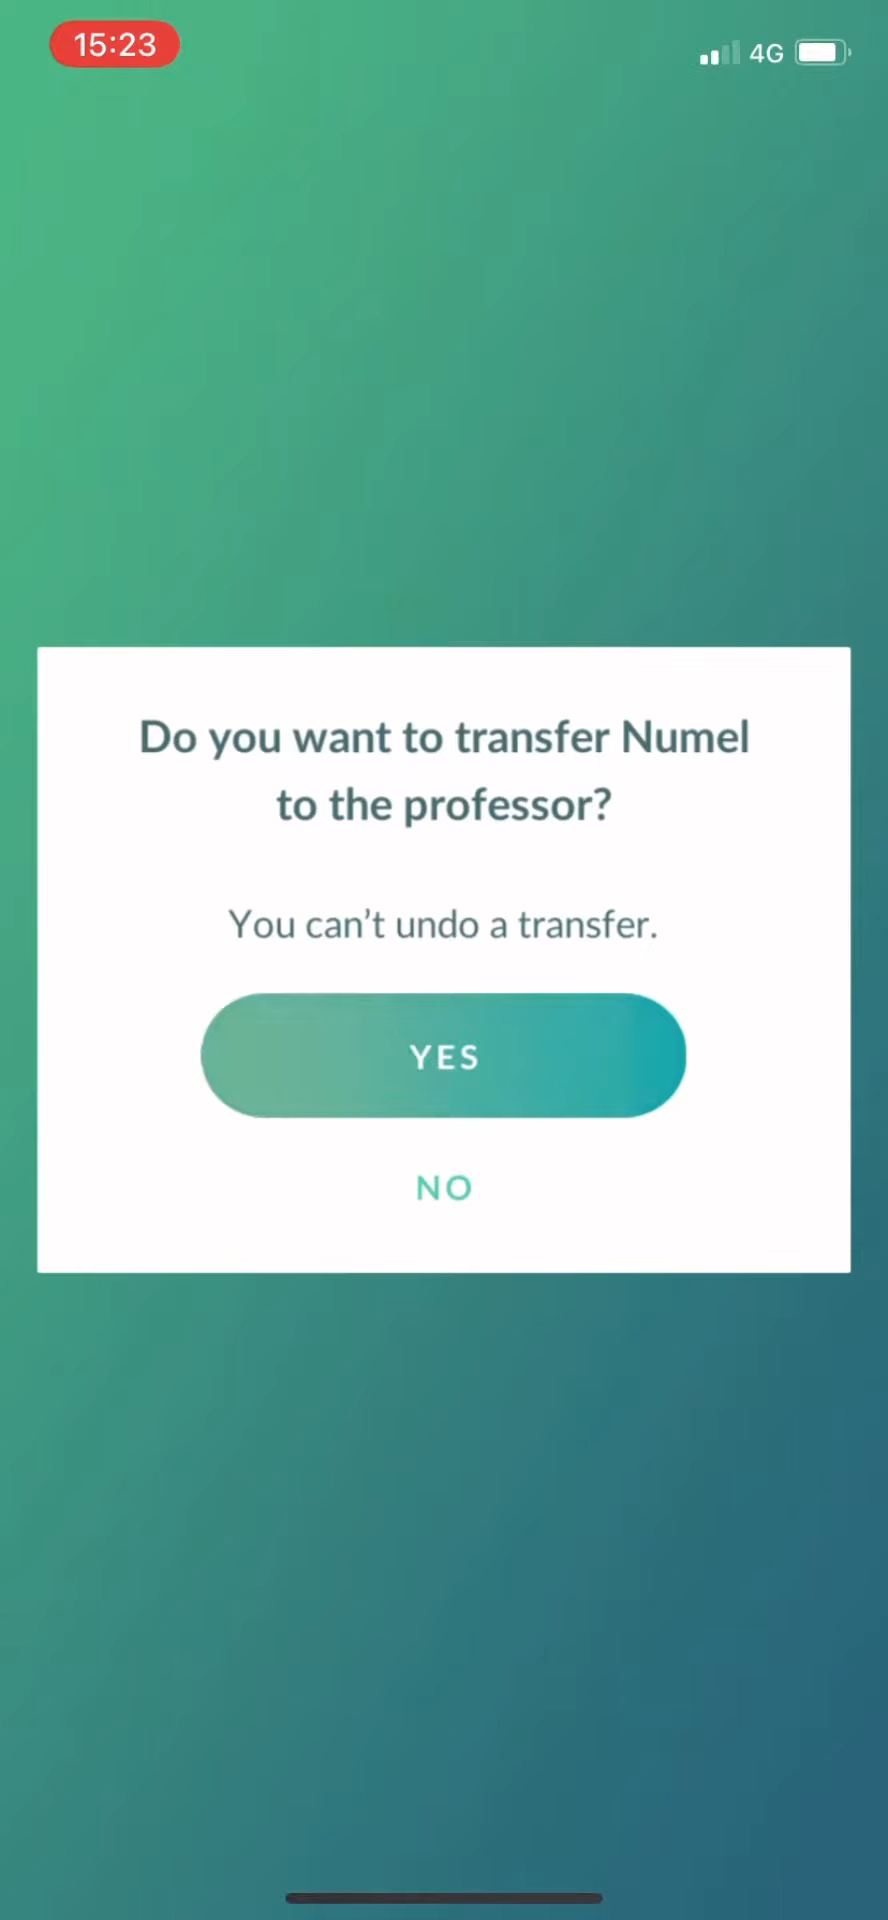 15:23
4G
Do you want to transfer Numel
to the professor?
You can’t undo a transfer.
YES
NO